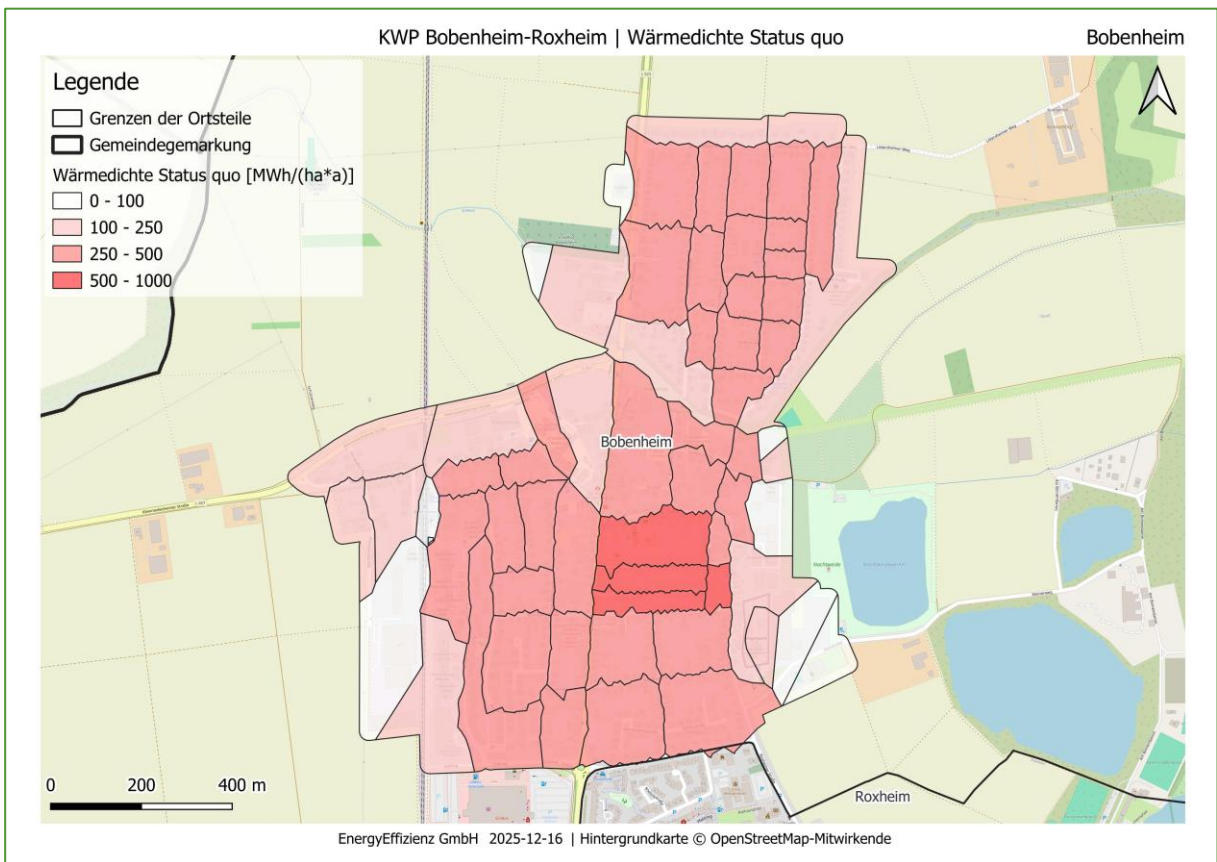 KWP Bobenheim-Roxheim | Wärmedichte Status quo
Bobenheim
Legende
Grenzen der Ortsteile
Gemeindegemarkung
Wärmedichte Status quo [MWh/(ha*a)]
0 - 100
100 - 250
250 - 500
500 - 1000
Bobenheim
Roxheim
0 200 400 m
EnergyEffizienz GmbH 2025-12-16 | Hintergrundkarte © OpenStreetMap-Mitwirkende